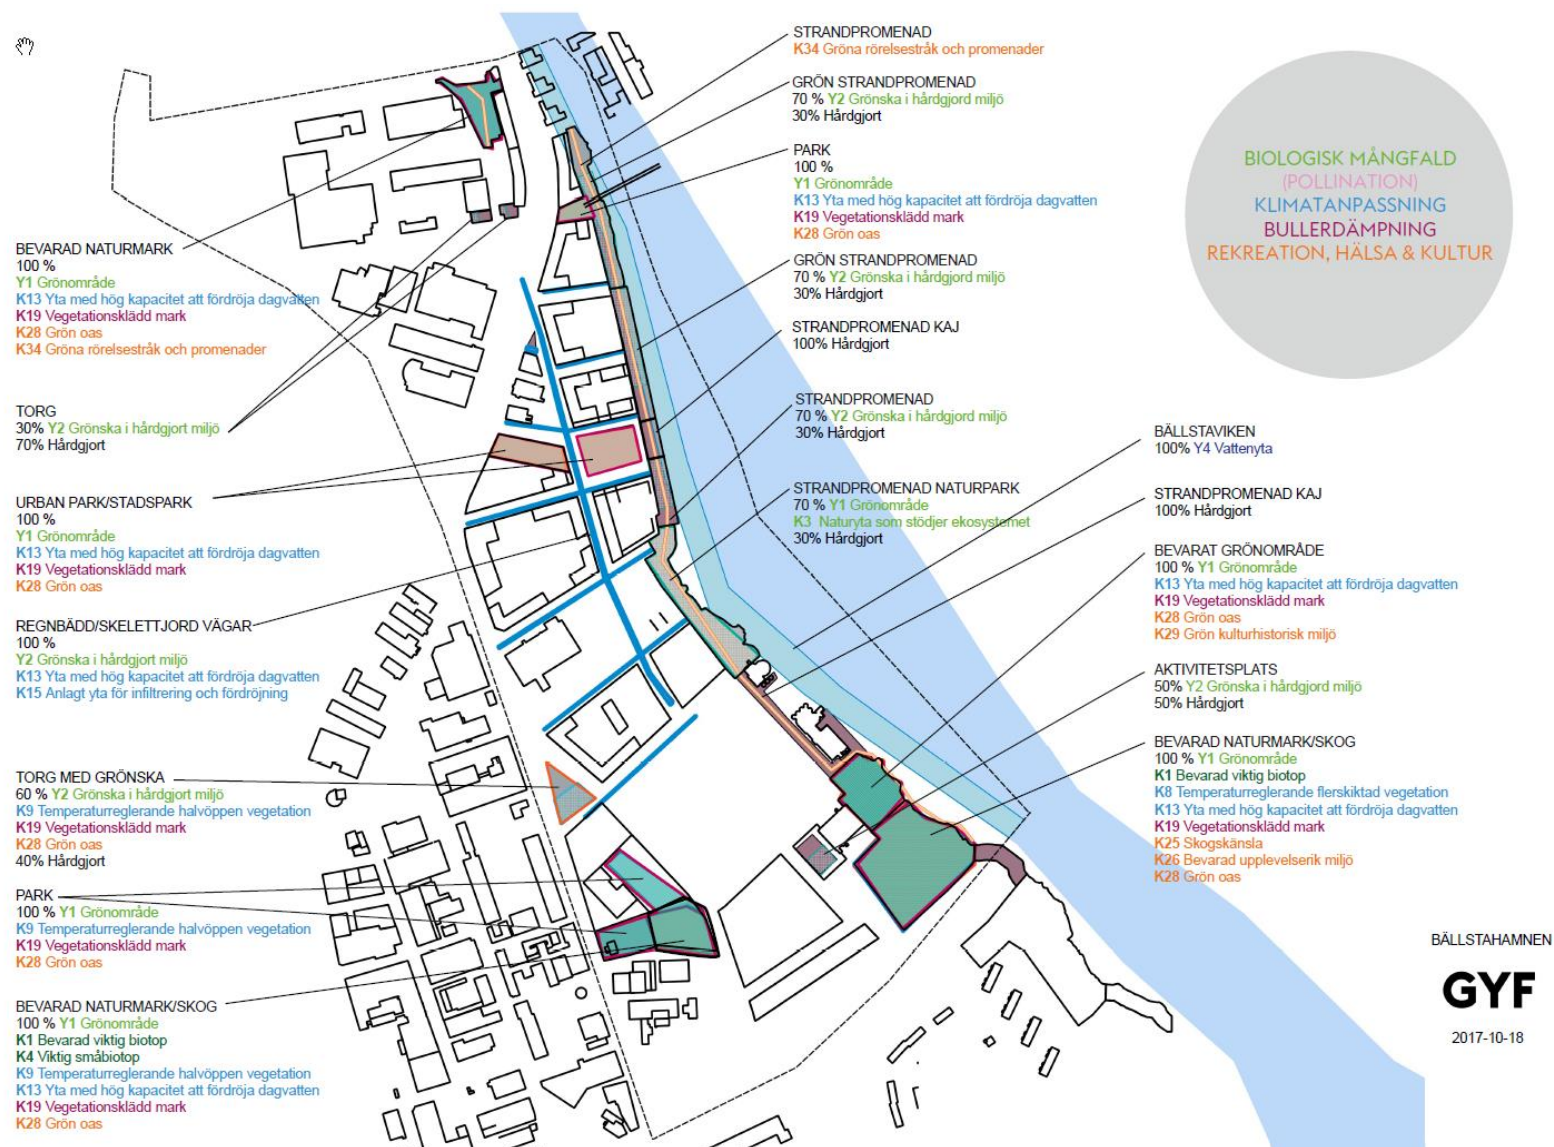 BEVARAD NATURMARK
100 %
Y1 Grönområde
K13 Yta med hög kapacitet att fördröja dagvatten
K19 Vegetationsklädd mark
K28 Grön oas
K34 Gröna rörelsestråk och promenader
TORG
30% Y2 Grönska i hårdgjort miljö
70% Hårdgjort
URBAN PARK/STADSPARK
100 %
Y1 Grönområde
K13 Yta med hög kapacitet att fördröja dagvatten
K19 Vegetationsklädd mark
K28 Grön oas
REGNBÄDD/SKELETTJORD VÄGAR
100 %
Y2 Grönska i hårdgjort miljö
K13 Yta med hög kapacitet att fördröja dagvatten
K15 Anlagt yta för infiltrering och fördröjning
TORG MED GRÖNSKA
60 % Y2 Grönska i hårdgjort miljö
K9 Temperaturreglerande halvöppen vegetation
K19 Vegetationsklädd mark
K28 Grön oas
40% Hårdgjort
PARK
100 % Y1 Grönområde
K9 Temperaturreglerande halvöppen vegetation
K19 Vegetationsklädd mark
K28 Grön oas
BEVARAD NATURMARK/SKOG
100 % Y1 Grönområde
K1 Bevarad viktig biotop
K4 Viktig småbiotop
K9 Temperaturreglerande halvöppen vegetation
K13 Yta med hög kapacitet att fördröja dagvatten
K19 Vegetationsklädd mark
K28 Grön oas
STRANDPROMENAD
K34 Gröna rörelsestråk och promenader
GRÖN STRANDPROMENAD
70 % Y2 Grönska i hårdgjord miljö
30% Hårdgjort
PARK
100 %
Y1 Grönområde
K13 Yta med hög kapacitet att fördröja dagvatten
K19 Vegetationsklädd mark
K28 Grön oas
GRÖN STRANDPROMENAD
70 % Y2 Grönska i hårdgjord miljö
30% Hårdgjort
STRANDPROMENAD KAJ
100% Hårdgjort
STRANDPROMENAD
70 % Y2 Grönska i hårdgjord miljö
30% Hårdgjort
STRANDPROMENAD NATURPARK
70 % Y1 Grönområde
K3 Naturyta som stödjer ekosystemet
30% Hårdgjort
BIOLOGISK MÅNGFALD
(POLLINATION)
KLIMATANPASSNING
BULLERDÄMPNING
REKREATION, HÄLSA & KULTUR
BÄLLSTAVIKEN
100% Y4 Vattenyta
STRANDPROMENAD KAJ
100% Hårdgjort
BEVARAT GRÖNOMRÅDE
100 % Y1 Grönområde
K13 Yta med hög kapacitet att fördröja dagvatten
K19 Vegetationsklädd mark
K28 Grön oas
K29 Grön kulturhistorisk miljö
AKTIVITETSPLATS
50% Y2 Grönska i hårdgjord miljö
50% Hårdgjort
BEVARAD NATURMARK/SKOG
100 % Y1 Grönområde
K1 Bevarad viktig biotop
K8 Temperaturreglerande flerskiktad vegetation
K13 Yta med hög kapacitet att fördröja dagvatten
K19 Vegetationsklädd mark
K25 Skogskänsla
K26 Bevarad upplevelserik miljö
K28 Grön oas
BÄLLSTAHAMNEN
GYF
2017-10-18